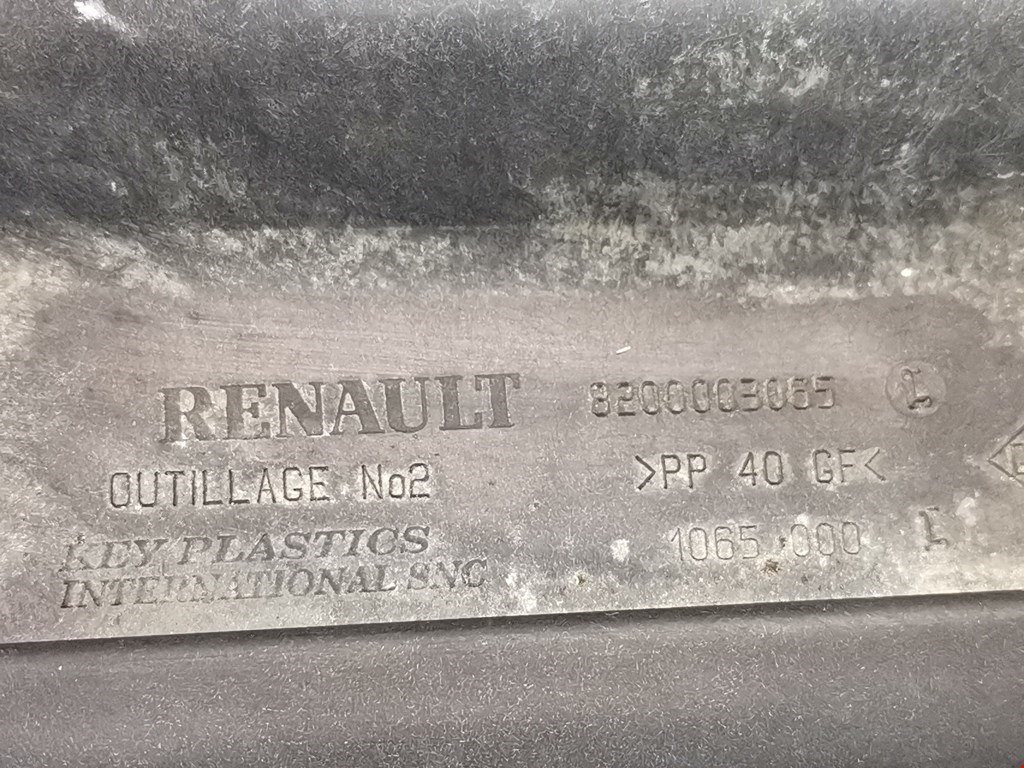 RENAULT 8200003065
OUTILLAGE No2 >PP 40 GF<
KEY PLASTICS 1065.000
INTERNATIONAL SNC